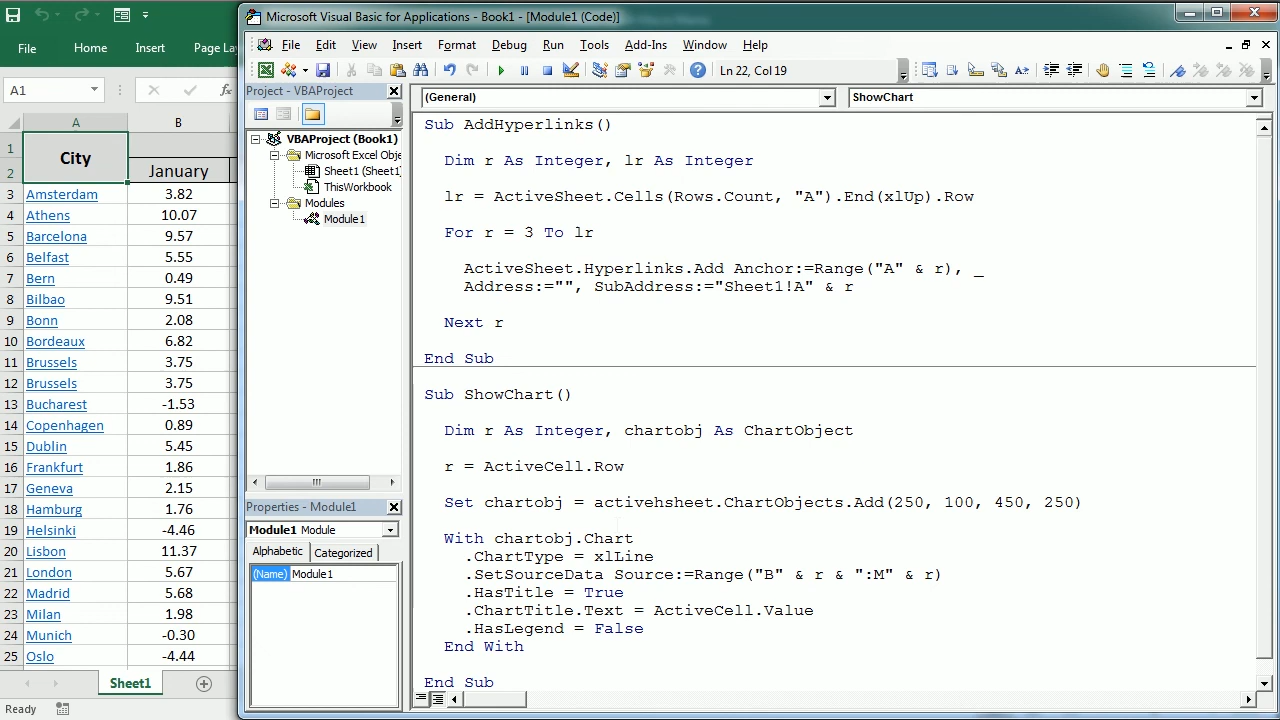 File Home Insert Page La
A1
A B
1 City
2 January
3 Amsterdam 3.82
4 Athens 10.07
5 Barcelona 9.57
6 Belfast 5.55
7 Bern 0.49
8 Bilbao 9.51
9 Bonn 2.08
10 Bordeaux 6.82
11 Brussels 3.75
12 Brussels 3.75
13 Bucharest -1.53
14 Copenhagen 0.89
15 Dublin 5.45
16 Frankfurt 1.86
17 Geneva 2.15
18 Hamburg 1.76
19 Helsinki -4.46
20 Lisbon 11.37
21 London 5.67
22 Madrid 5.68
23 Milan 1.98
24 Munich -0.30
25 Oslo -4.44
Sheet1
Ready
Microsoft Visual Basic for Applications - Book1 - [Module1 (Code)]
File Edit View Insert Format Debug Run Tools Add-Ins Window Help
Ln 22, Col 19
Project - VBAProject
VBAProject (Book1)
Microsoft Excel Obje
Sheet1 (Sheet1)
ThisWorkbook
Modules
Module1
Properties - Module1
Module1 Module
Alphabetic Categorized
(Name) Module1
(General) ShowChart
Sub AddHyperlinks()
Dim r As Integer, lr As Integer
lr = ActiveSheet.Cells(Rows.Count, "A").End(xlUp).Row
For r = 3 To lr
ActiveSheet.Hyperlinks.Add Anchor:=Range("A" & r), _
Address:="", SubAddress:="Sheet1!A" & r
Next r
End Sub
Sub ShowChart()
Dim r As Integer, chartobj As ChartObject
r = ActiveCell.Row
Set chartobj = activehsheet.ChartObjects.Add(250, 100, 450, 250)
With chartobj.Chart
.ChartType = xlLine
.SetSourceData Source:=Range("B" & r & ":M" & r)
.HasTitle = True
.ChartTitle.Text = ActiveCell.Value
.HasLegend = False
End With
End Sub